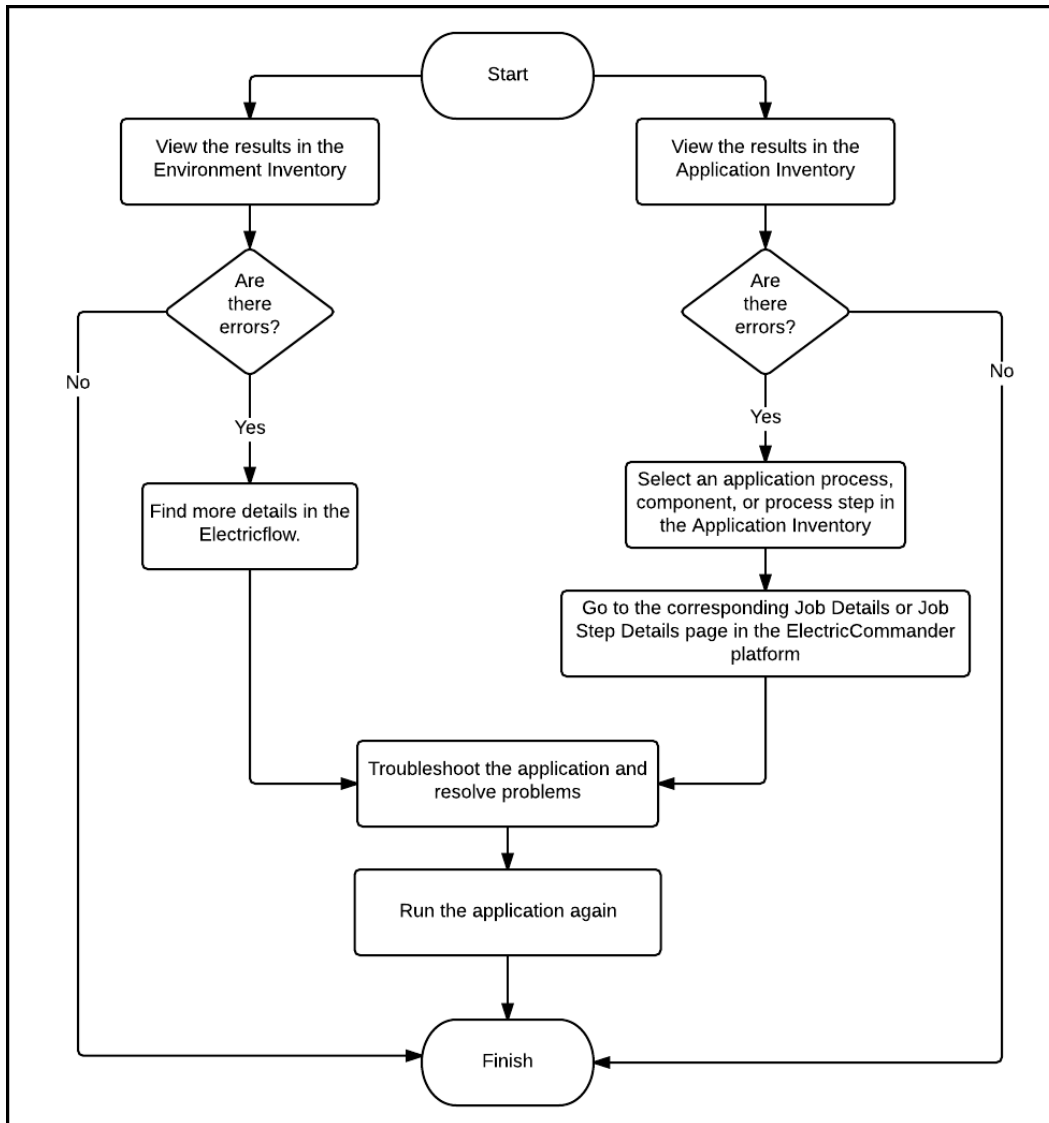 Start
View the results in the
Environment Inventory
View the results in the
Application Inventory
Are
there
errors?
Are
there
errors?
No
No
Yes
Yes
Select an application process,
component, or process step in
the Application Inventory
Find more details in the
Electricflow.
Go to the corresponding Job Details or Job
Step Details page in the ElectricCommander
platform
Troubleshoot the application and
resolve problems
Run the application again
Finish